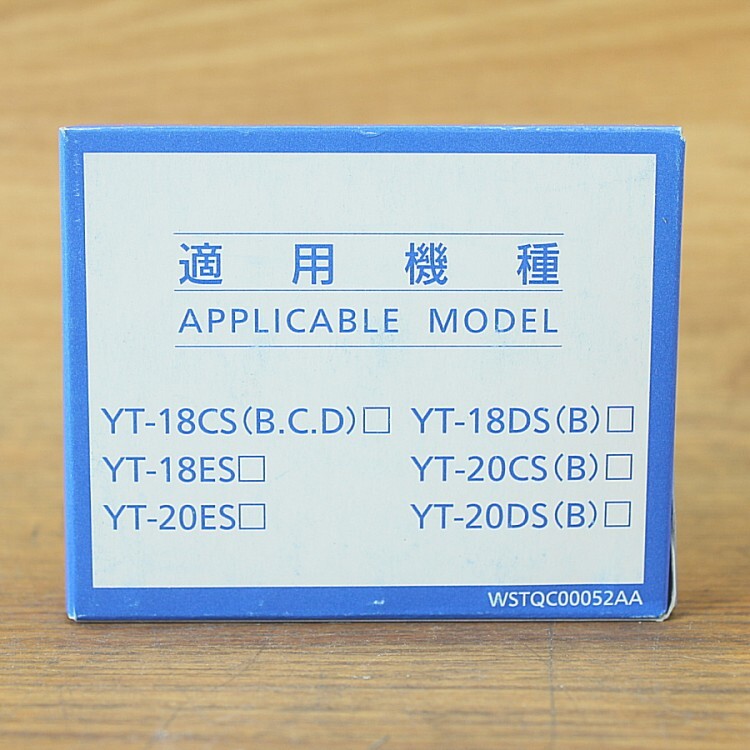 適用機種
APPLICABLE MODEL
YT-18CS(B.C.D)□ YT-18DS(B)□
YT-18ES□ YT-20CS(B)□
YT-20ES□ YT-20DS(B)□
WSTQC00052AA